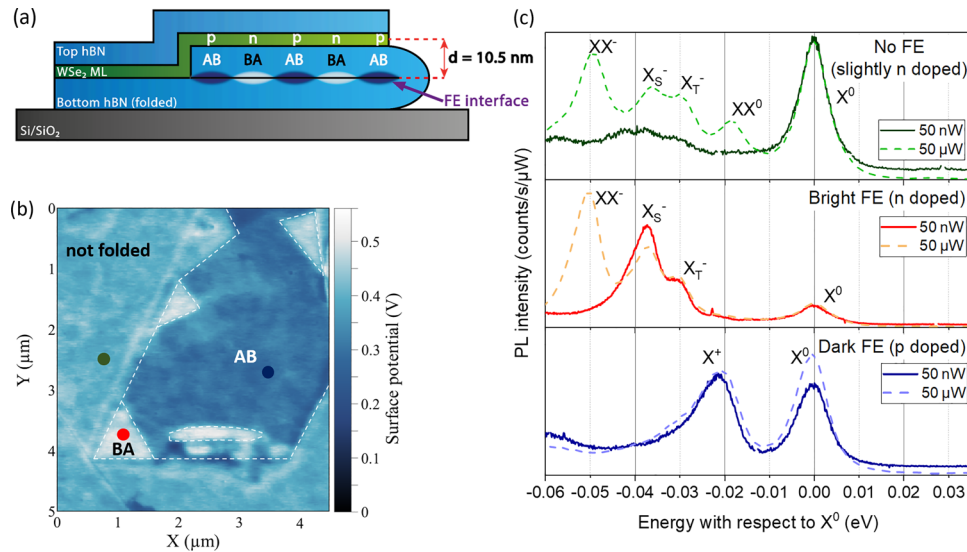 (a)
p n p n p
AB BA AB BA AB
Top hBN
WSe₂ ML
Bottom hBN (folded)
Si/SiO₂
d = 10.5 nm
FE interface
(b)
not folded
AB
BA
0
1
2
3
4
5
Y (µm)
0 1 2 3 4
X (µm)
0.5
0.4
0.3
0.2
0.1
0
Surface potential (V)
(c)
PL intensity (counts/s/µW)
XX⁻
X_S⁻
X_T⁻
XX⁰
X⁰
No FE
(slightly n doped)
50 nW
50 µW
XX⁻
X_S⁻
X_T⁻
X⁰
Bright FE (n doped)
50 nW
50 µW
X⁺
X⁰
Dark FE (p doped)
50 nW
50 µW
-0.06 -0.05 -0.04 -0.03 -0.02 -0.01 0.00 0.01 0.02 0.03
Energy with respect to X⁰ (eV)